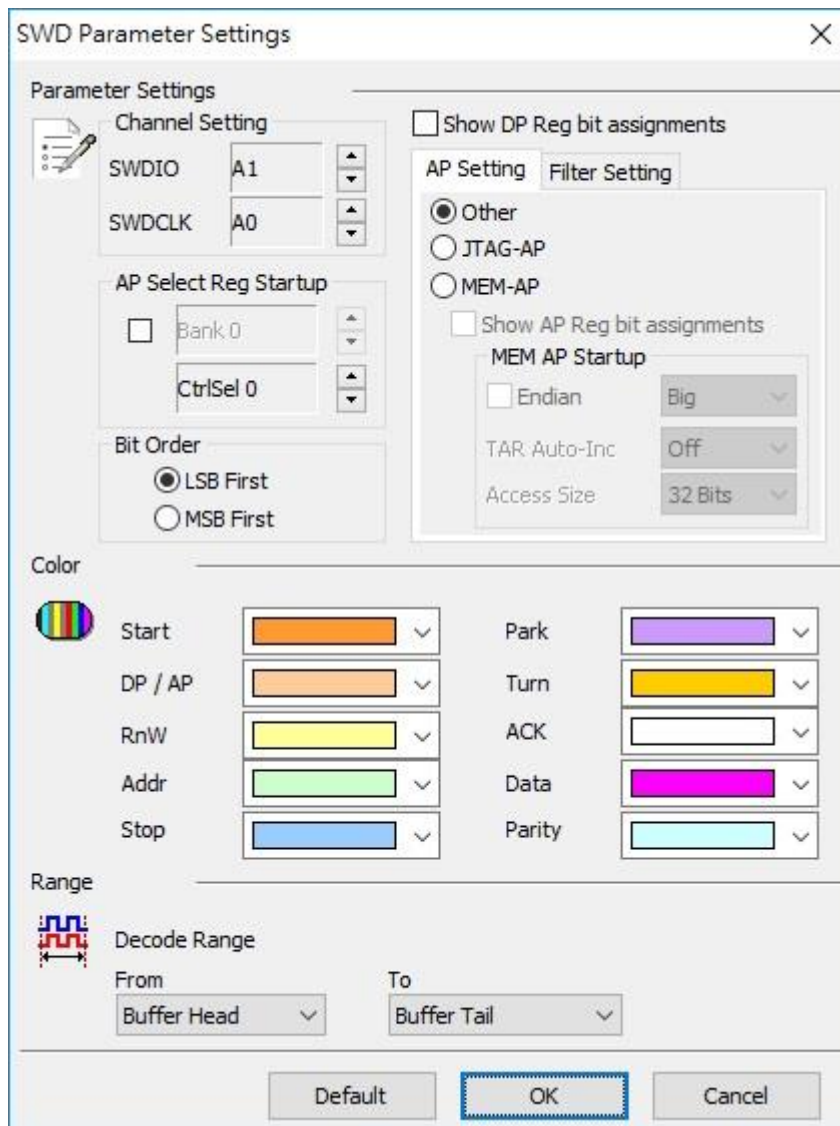 SWD Parameter Settings
Parameter Settings
Channel Setting
SWDIO A1
SWDCLK A0
AP Select Reg Startup
Bank 0
CtrlSel 0
Bit Order
LSB First
MSB First
Show DP Reg bit assignments
AP Setting Filter Setting
Other
JTAG-AP
MEM-AP
Show AP Reg bit assignments
MEM AP Startup
Endian Big
TAR Auto-Inc Off
Access Size 32 Bits
Color
Start Park
DP / AP Turn
RnW ACK
Addr Data
Stop Parity
Range
Decode Range
From To
Buffer Head Buffer Tail
Default OK Cancel